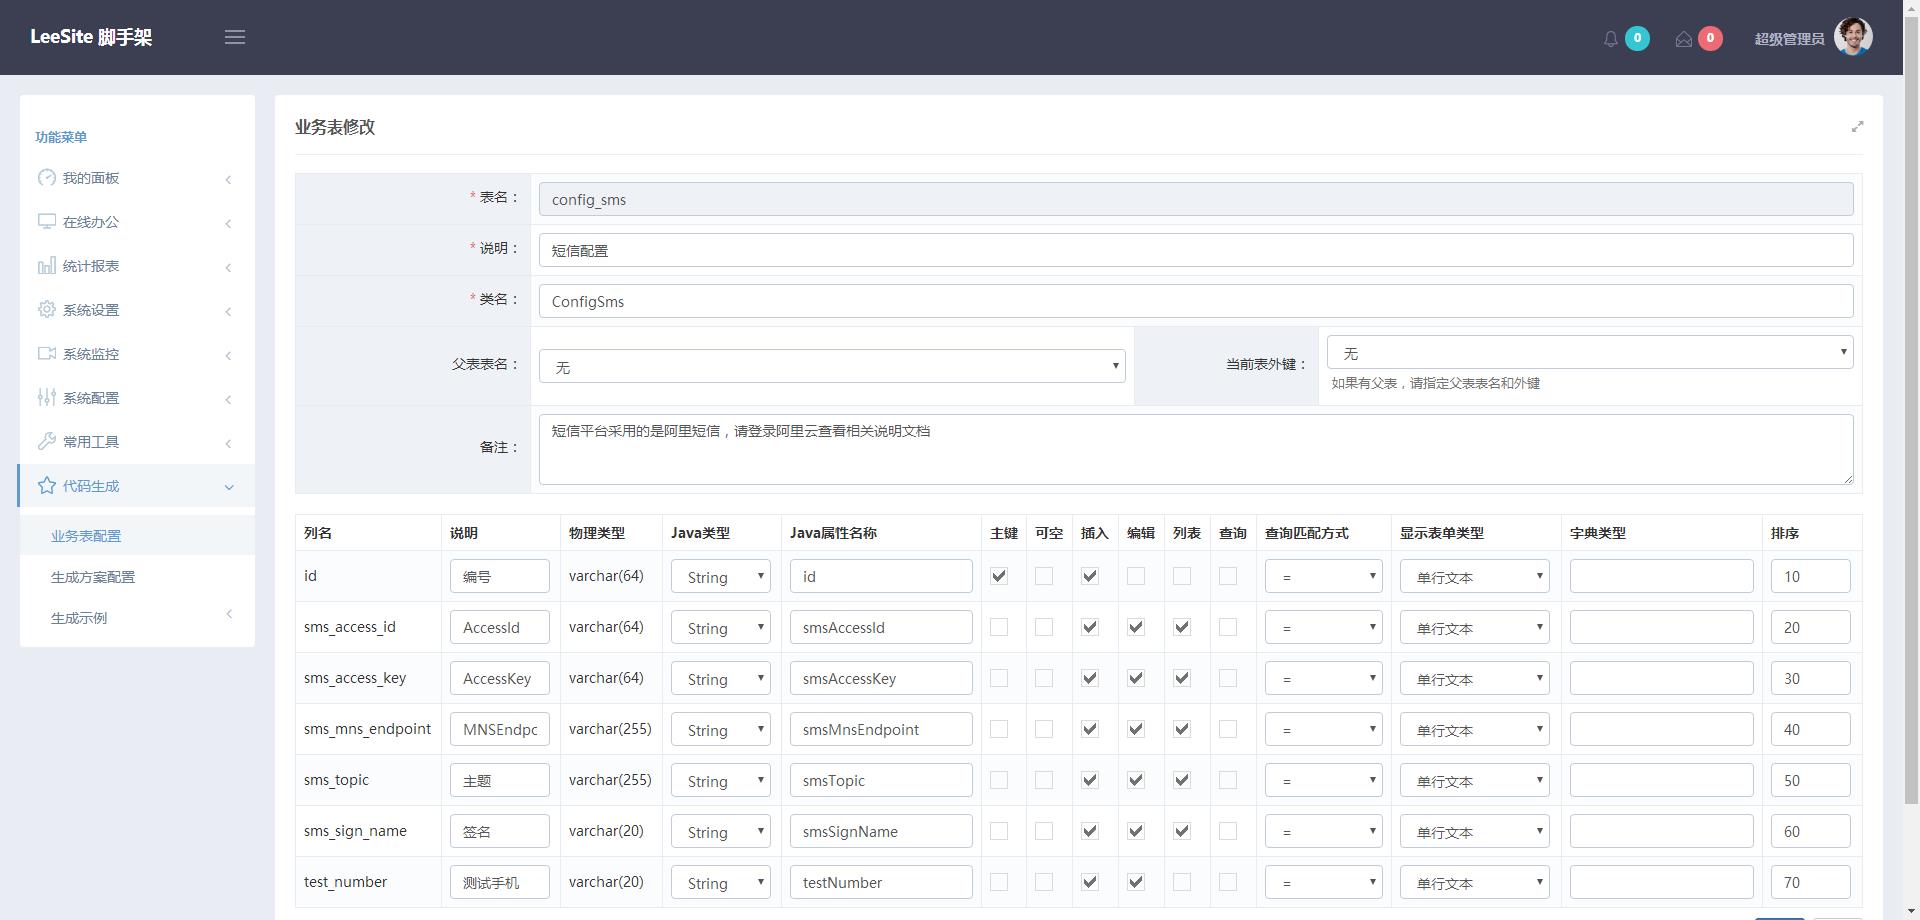 LeeSite 脚手架
0
0
超级管理员
功能菜单
我的面板
在线办公
统计报表
系统设置
系统监控
系统配置
常用工具
代码生成
业务表配置
生成方案配置
生成示例
业务表修改
* 表名： config_sms
* 说明： 短信配置
* 类名： ConfigSms
父表表名： 无 当前表外键： 无
如果有父表，请指定父表表名和外键
备注： 短信平台采用的是阿里短信，请登录阿里云查看相关说明文档
列名 说明 物理类型 Java类型 Java属性名称 主键 可空 插入 编辑 列表 查询 查询匹配方式 显示表单类型 字典类型 排序
id 编号 varchar(64) String id = 单行文本 10
sms_access_id AccessId varchar(64) String smsAccessId = 单行文本 20
sms_access_key AccessKey varchar(64) String smsAccessKey = 单行文本 30
sms_mns_endpoint MNSEndpc varchar(255) String smsMnsEndpoint = 单行文本 40
sms_topic 主题 varchar(255) String smsTopic = 单行文本 50
sms_sign_name 签名 varchar(20) String smsSignName = 单行文本 60
test_number 测试手机 varchar(20) String testNumber = 单行文本 70